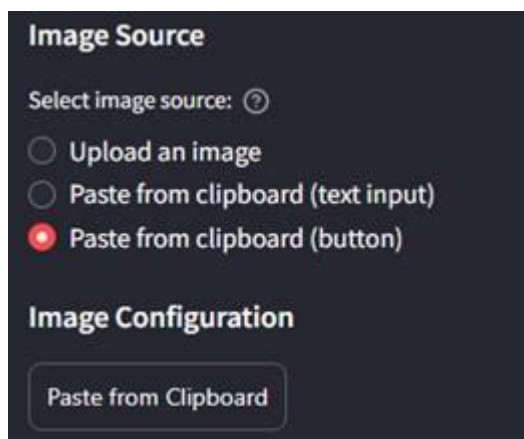 Image Source
Select image source: ?
Upload an image
Paste from clipboard (text input)
Paste from clipboard (button)
Image Configuration
Paste from Clipboard